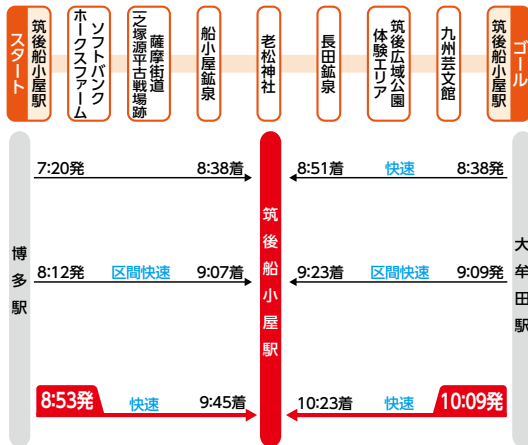 スタート
筑後船小屋駅
ソフトバンク
ホークスファーム
薩摩街道
一之塚源平古戦場跡
船小屋鉱泉
老松神社
長田鉱泉
筑後広域公園
体験エリア
九州芸文館
筑後船小屋駅
ゴール
博多駅
筑後船小屋駅
大牟田駅
7:20発 8:38着
8:51着 快速 8:38発
8:12発 区間快速 9:07着
9:23着 区間快速 9:09発
8:53発 快速 9:45着
10:23着 快速 10:09発